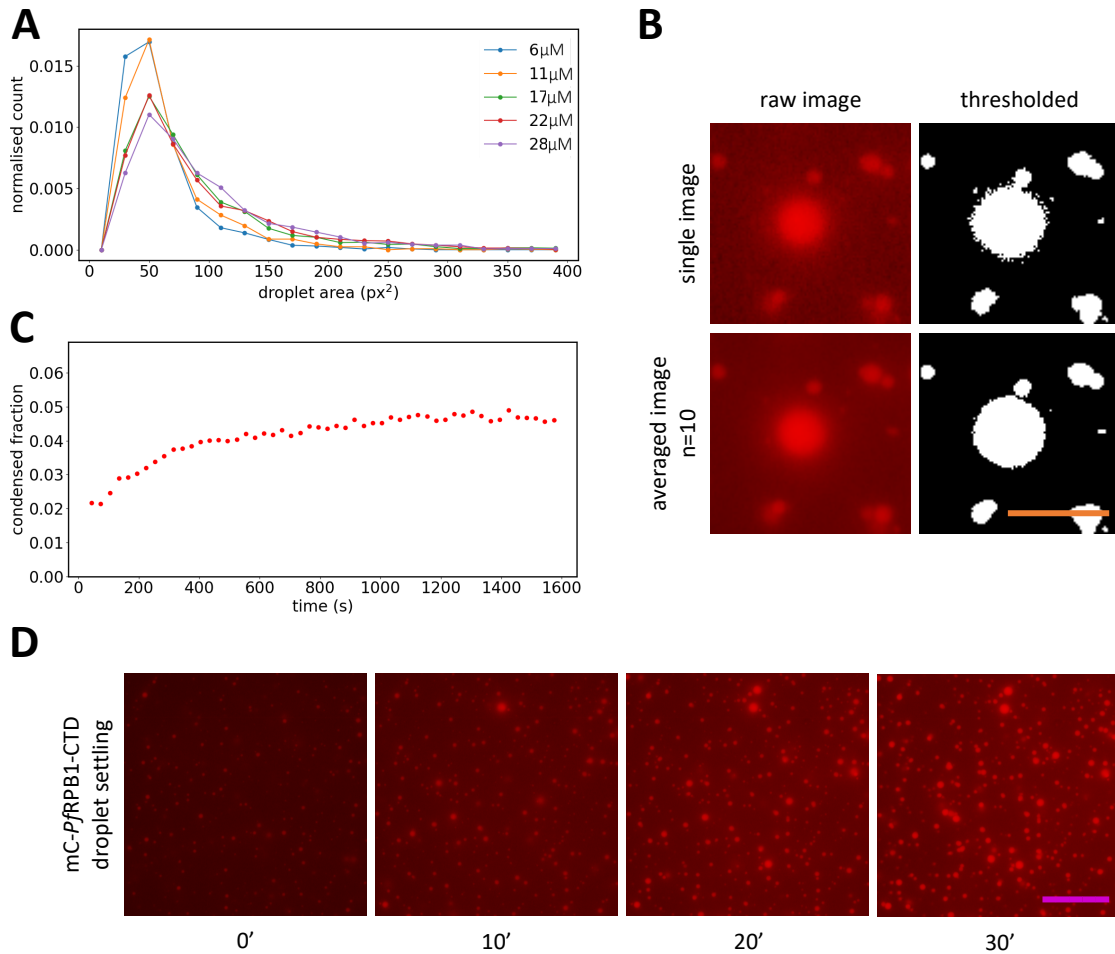 A
normalised count
0.015
0.010
0.005
0.000
0 50 100 150 200 250 300 350 400
droplet area (px²)
6μM
11μM
17μM
22μM
28μM
B
raw image thresholded
single image
averaged image
n=10
C
condensed fraction
0.06
0.05
0.04
0.03
0.02
0.01
0.00
0 200 400 600 800 1000 1200 1400 1600
time (s)
D
mC-PfRPB1-CTD
droplet settling
0′ 10′ 20′ 30′